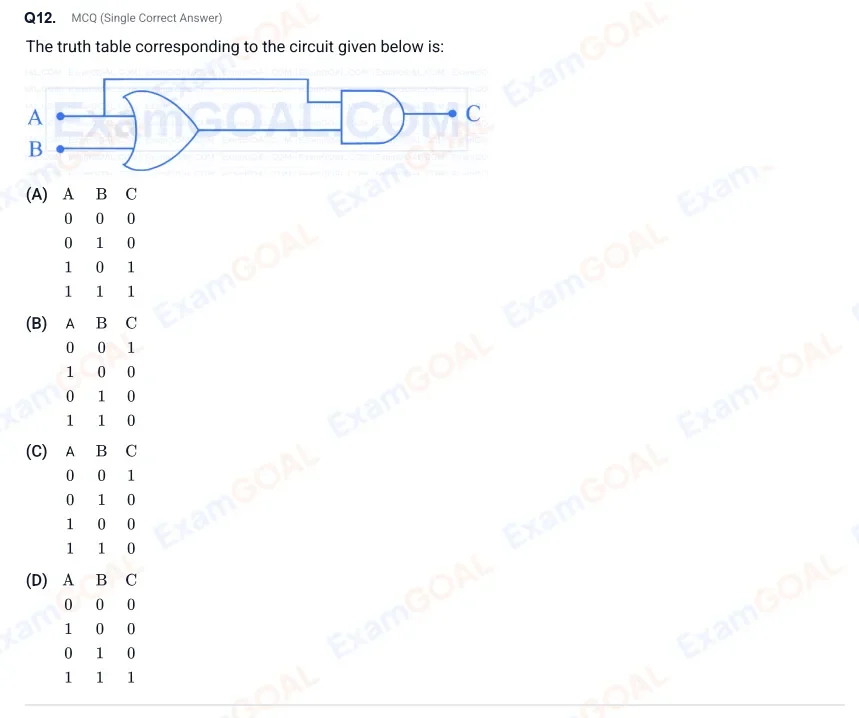 Q12. MCQ (Single Correct Answer)
The truth table corresponding to the circuit given below is:
A
B
C
ExamGOAL.COM
(A) A B C
0 0 0
0 1 0
1 0 1
1 1 1
(B) A B C
0 0 1
1 0 0
0 1 0
1 1 0
(C) A B C
0 0 1
0 1 0
1 0 0
1 1 0
(D) A B C
0 0 0
1 0 0
0 1 0
1 1 1
ExamGOAL